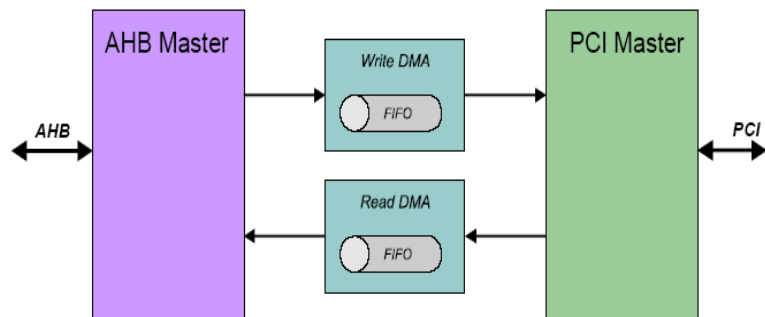 AHB Master
Write DMA
FIFO
PCI Master
AHB
PCI
Read DMA
FIFO